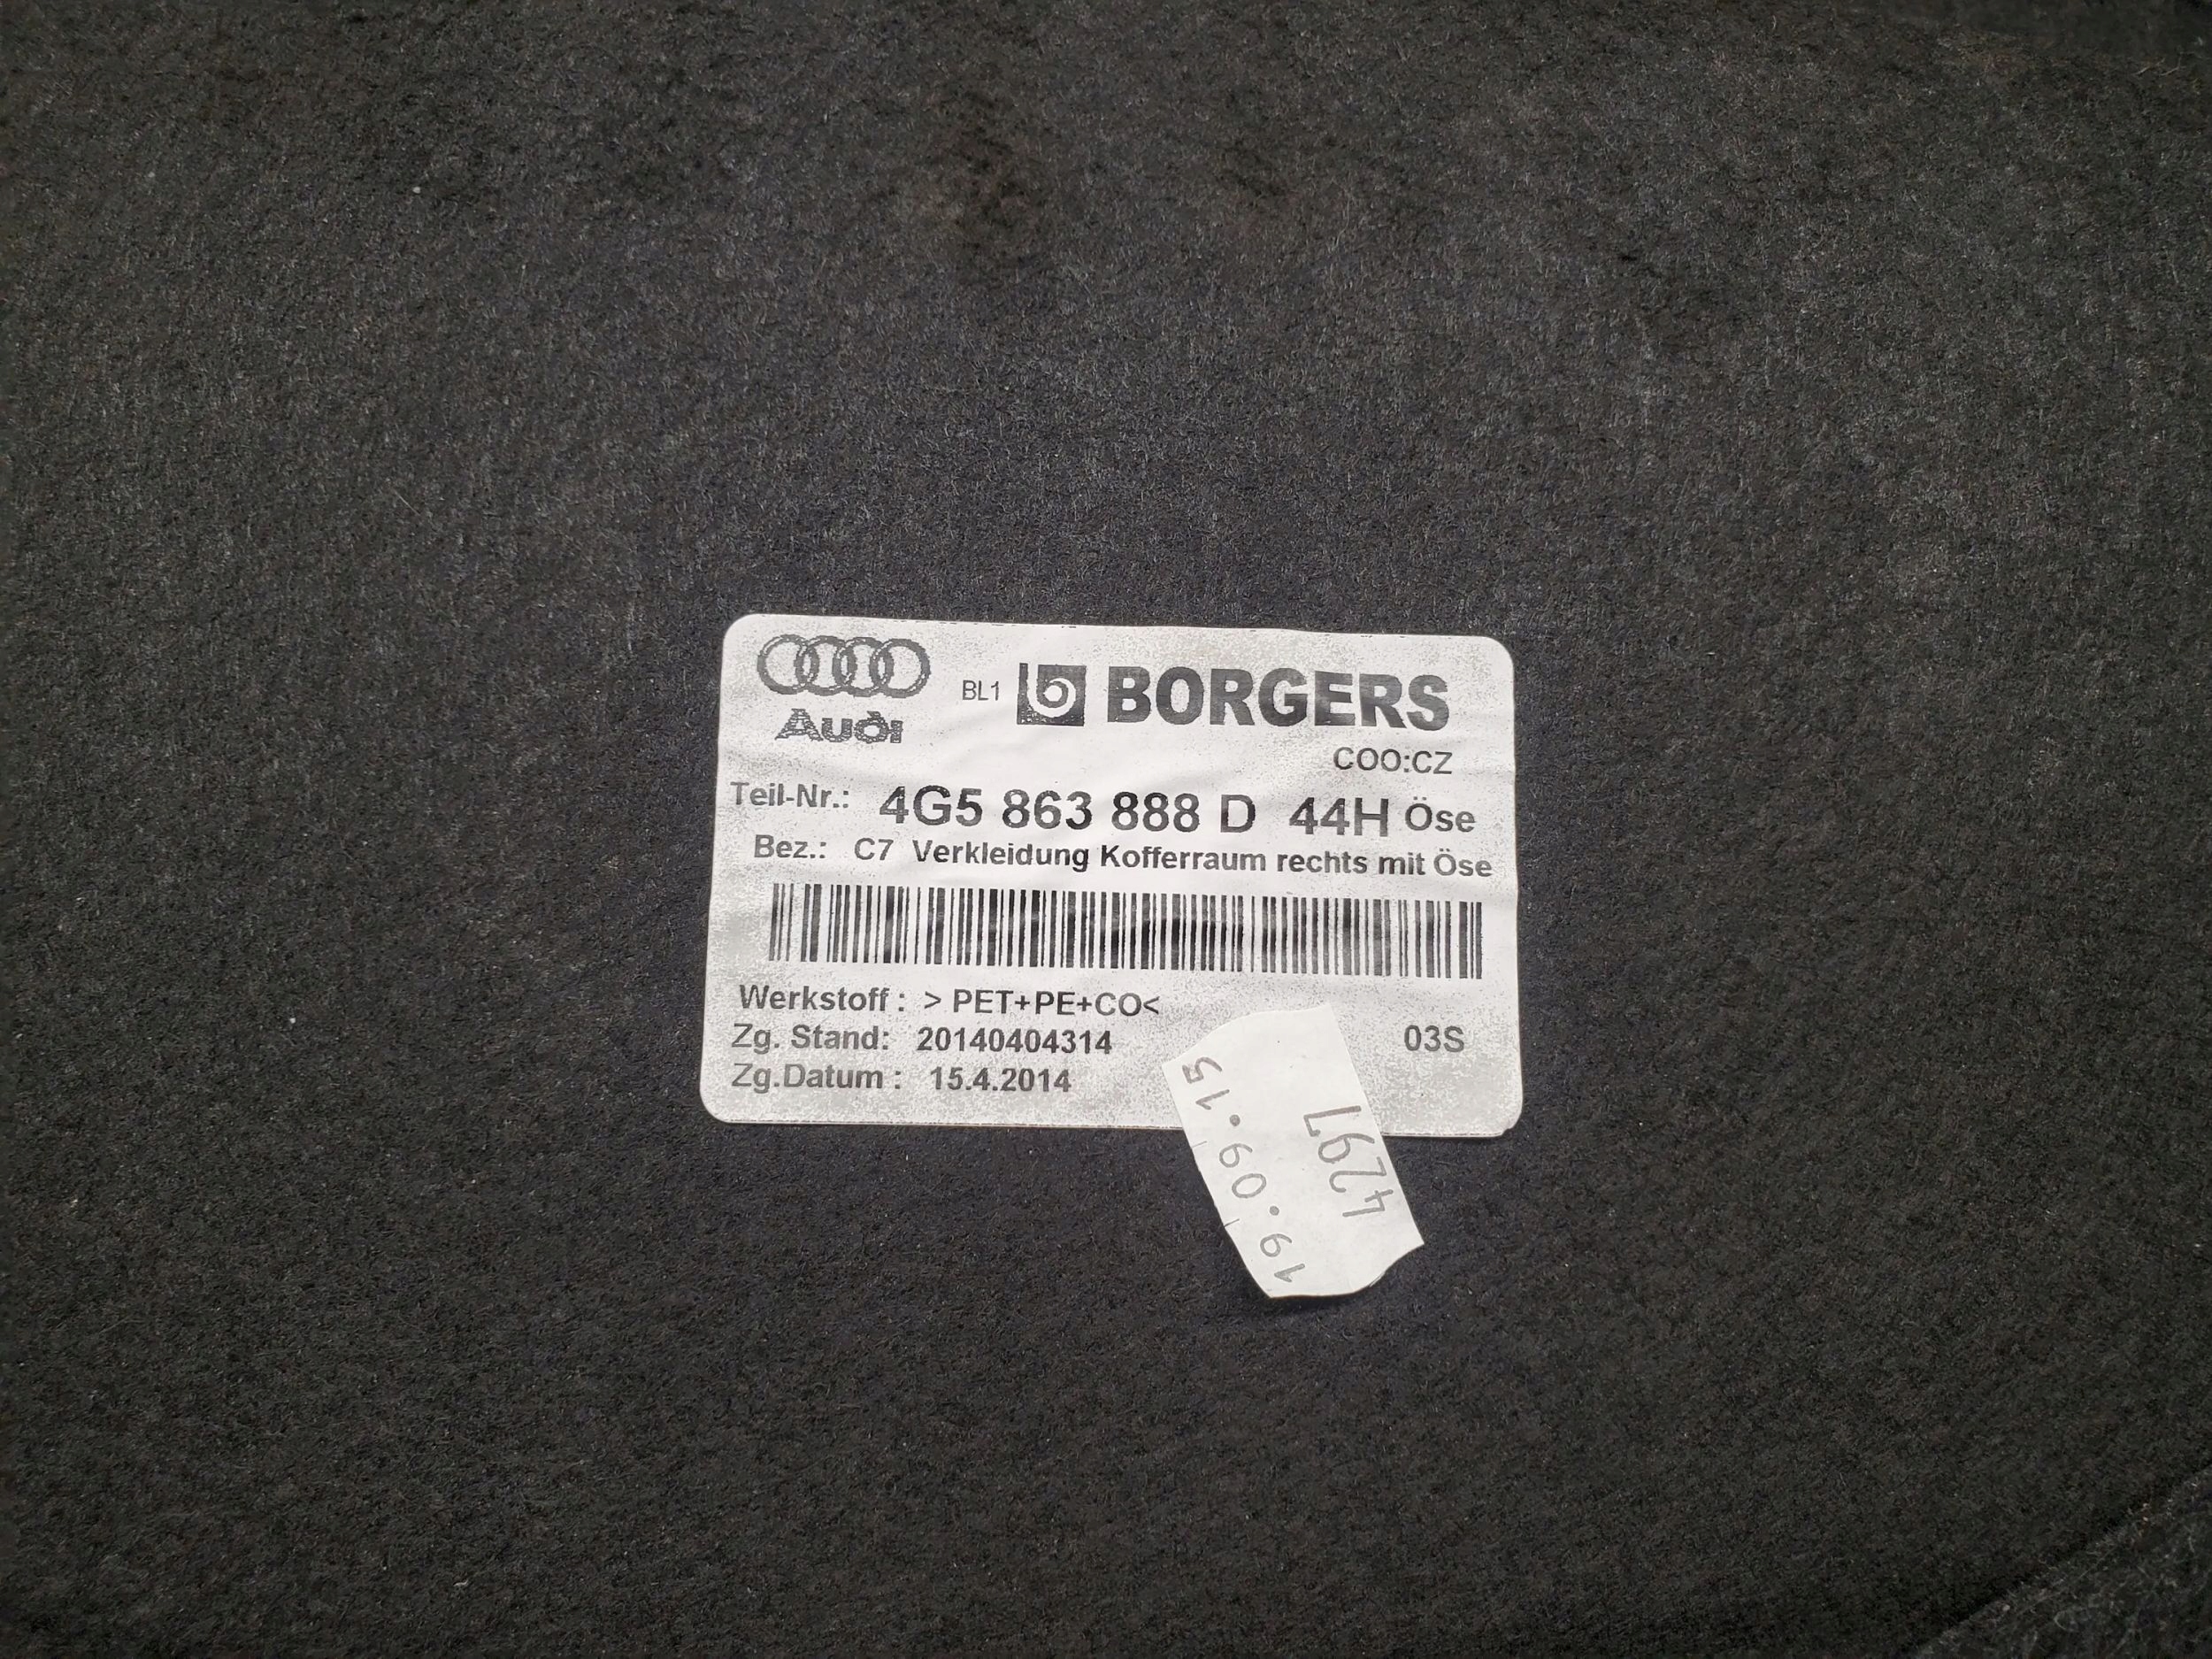 Audi
BL1 BORGERS
COO:CZ
Teil-Nr.: 4G5 863 888 D 44H Öse
Bez.: C7 Verkleidung Kofferraum rechts mit Öse
Werkstoff : > PET+PE+CO<
Zg. Stand: 20140404314 03S
Zg.Datum : 15.4.2014
4297
19.09.15